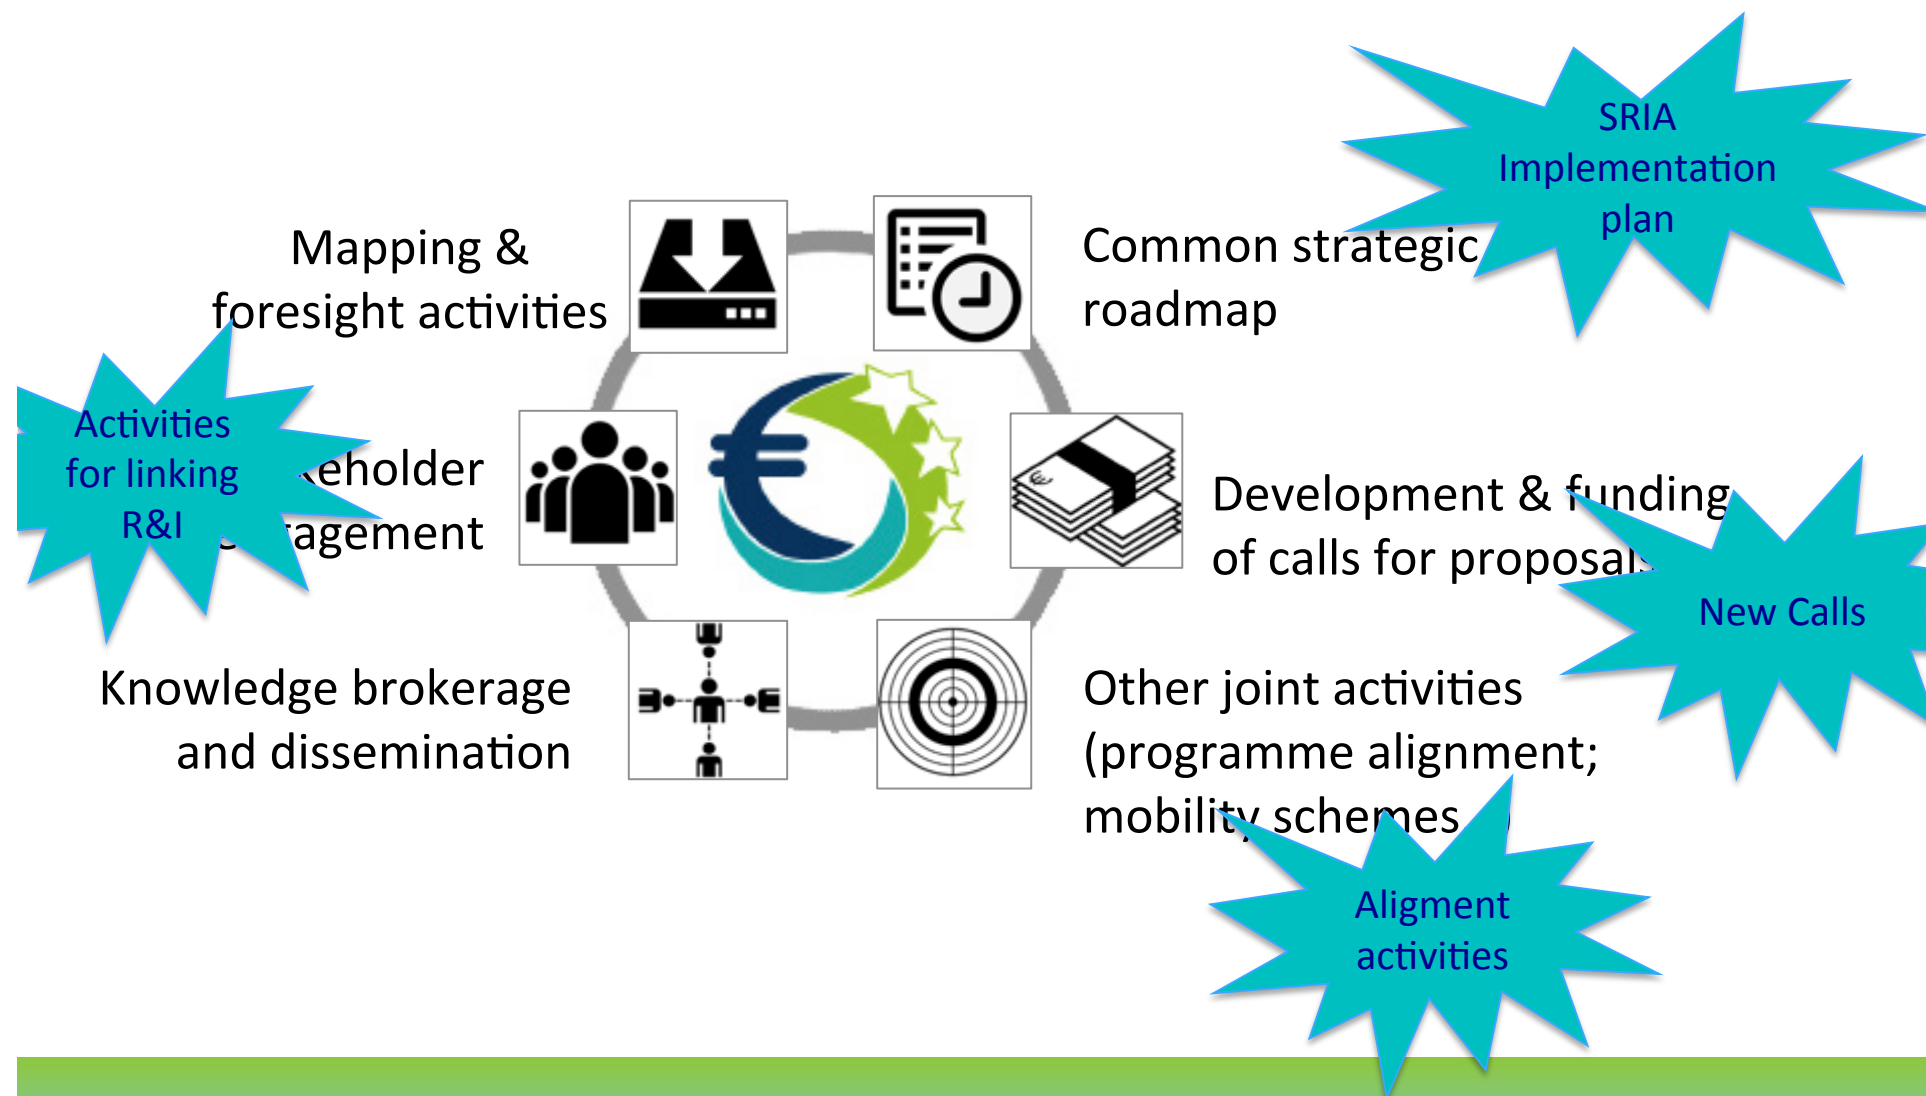 SRIA
Implementation
plan
Mapping &
foresight activities
Common strategic
roadmap
Activities
for linking
R&I
eholder
agement
Development & funding
of calls for proposals
New Calls
Knowledge brokerage
and dissemination
Other joint activities
(programme alignment;
mobility schemes
)
Aligment
activities